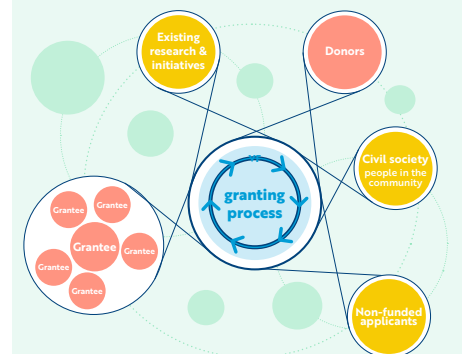 Existing
research &
initiatives
Donors
Civil society
people in the
community
granting
process
Grantee
Grantee
Grantee
Grantee
Grantee
Grantee
Non-funded
applicants